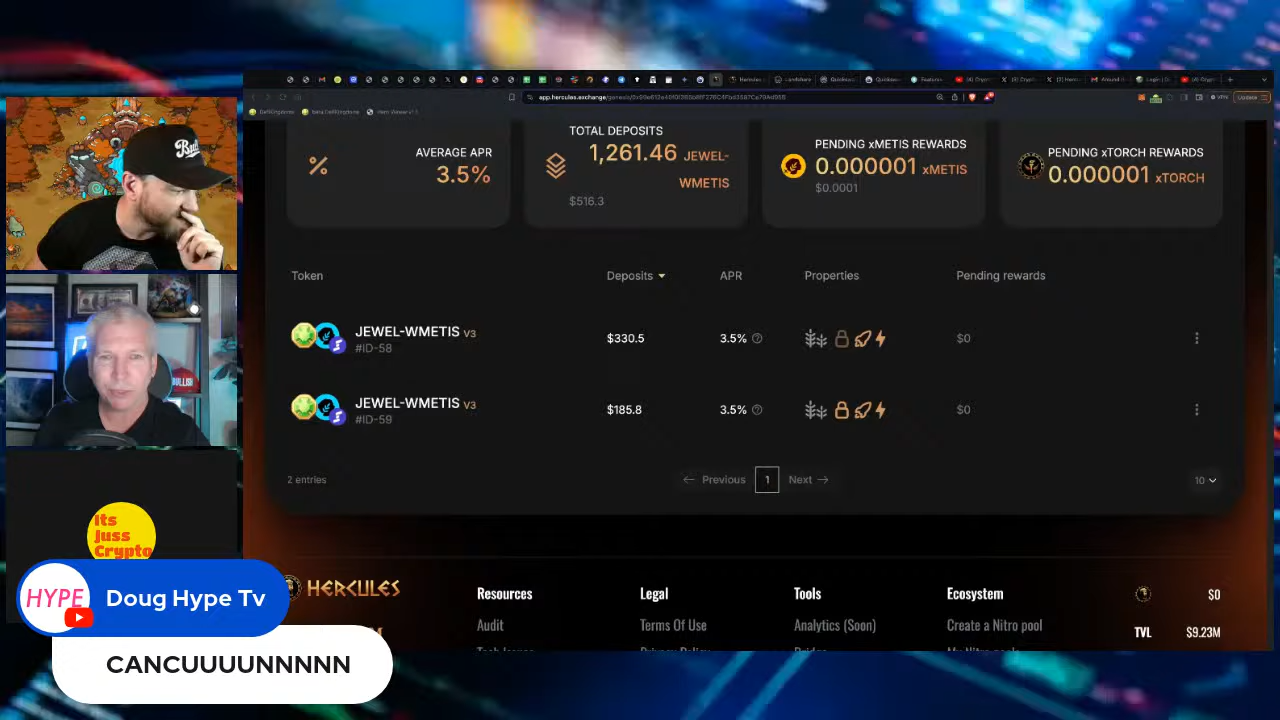 app.hercules.exchange/
AVERAGE APR
3.5%
TOTAL DEPOSITS
1,261.46 JEWEL-
WMETIS
$516.3
PENDING xMETIS REWARDS
0.000001 xMETIS
$0.0001
PENDING xTORCH REWARDS
0.000001 xTORCH
Token Deposits APR Properties Pending rewards
JEWEL-WMETIS V3
#ID-58
$330.5 3.5% $0
JEWEL-WMETIS V3
#ID-59
$185.8 3.5% $0
2 entries
← Previous 1 Next →
10
HERCULES
Resources Legal Tools Ecosystem $0
Audit Terms Of Use Analytics (Soon) Create a Nitro pool TVL $9.23M
BULLISH
Its
Juss
Crypto
HYPE
Doug Hype Tv
CANCUUUUNNNNN